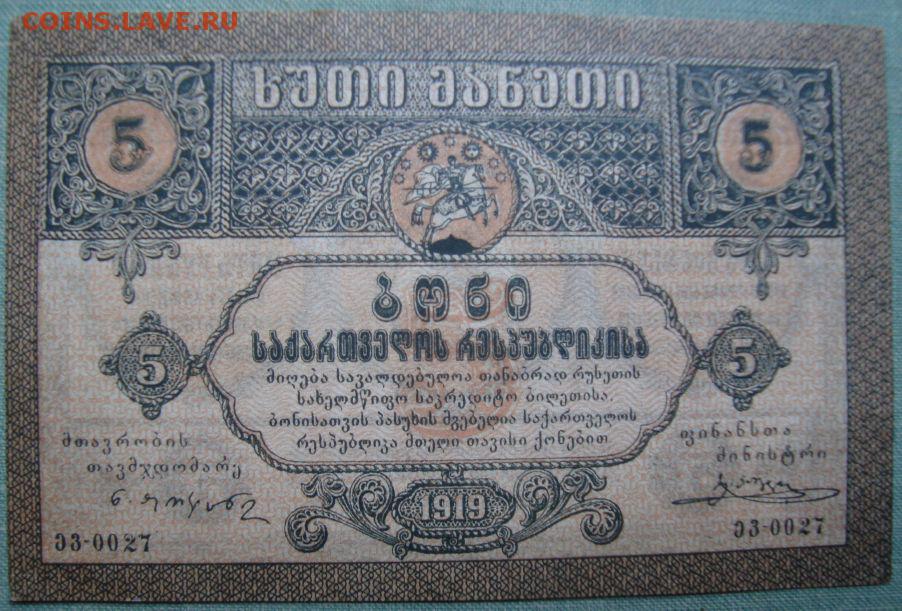 COINS.LAVE.RU
ხუთი მანეთი
5 5
ბონი
საქართველოს რესპუბლიკისა
5 5
მიღება სავალდებულოა თანაბრად რუსეთის
სახელმწიფო საკრედიტო ბილეთისა.
ბონისათვის პასუხის მგებელია საქართველოს
რესპუბლიკა მთელი თავისი ქონებით
მთავრობის
თავმჯდომარე
ფინანსთა
მინისტრი
1919
ЭЗ-0027 ЭЗ-0027